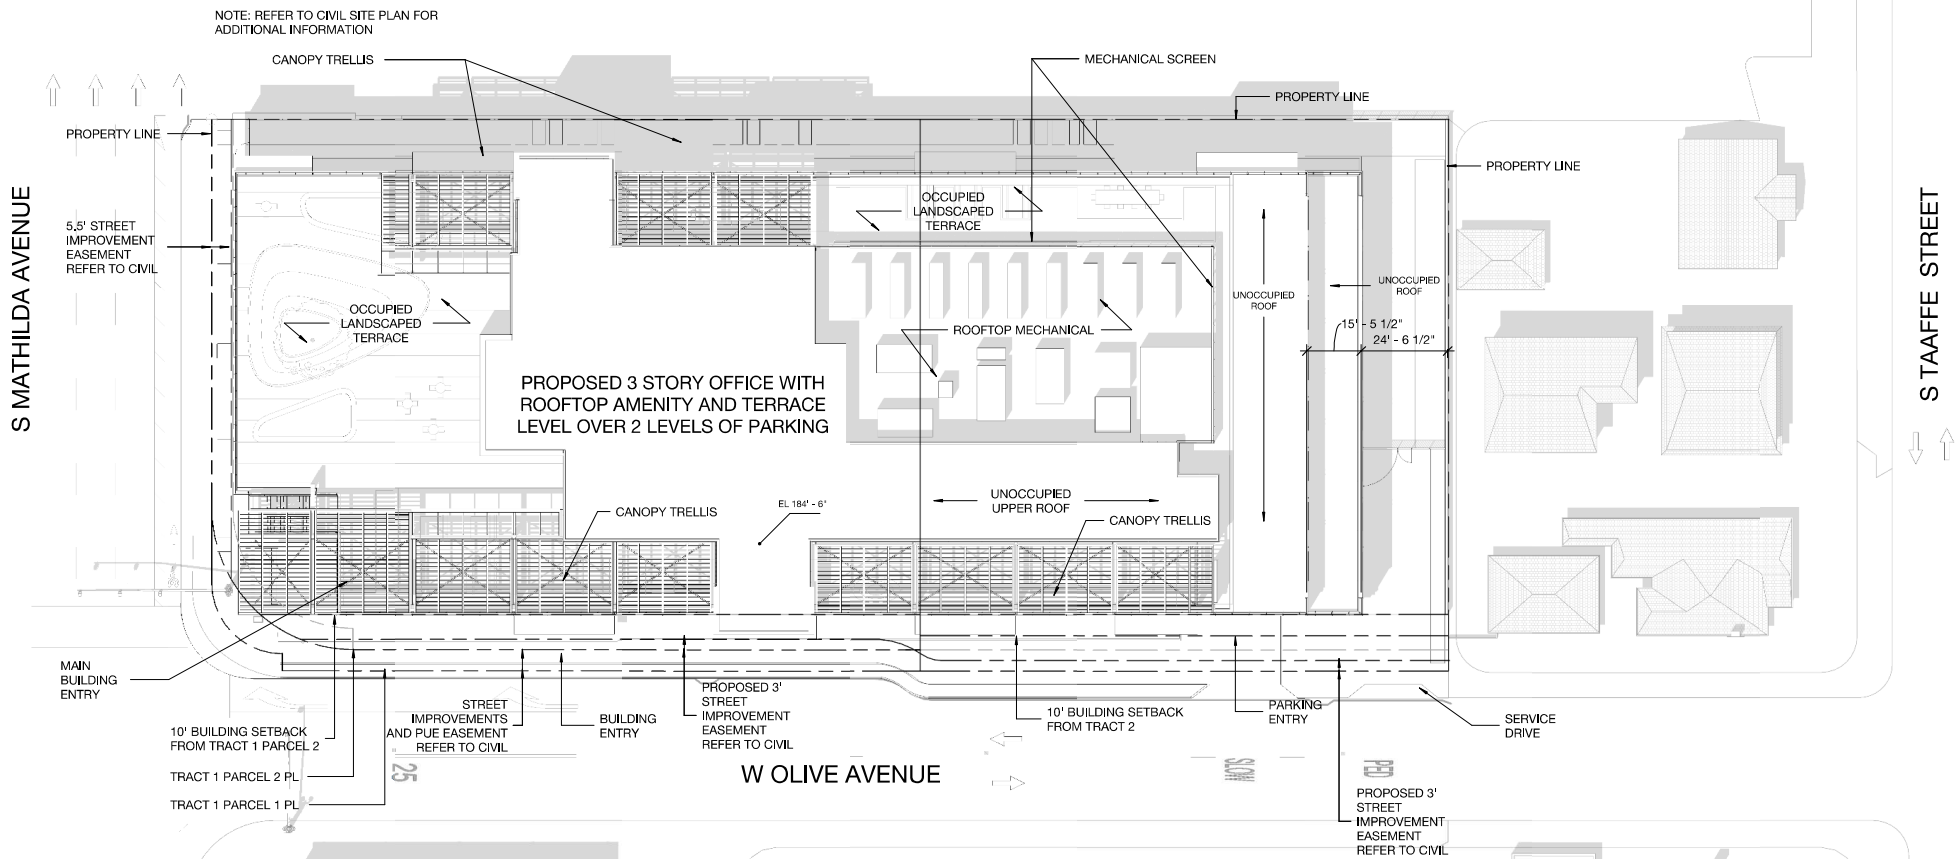 NOTE: REFER TO CIVIL SITE PLAN FOR
ADDITIONAL INFORMATION
CANOPY TRELLIS
MECHANICAL SCREEN
PROPERTY LINE
PROPERTY LINE
PROPERTY LINE
S MATHILDA AVENUE
5.5' STREET
IMPROVEMENT
EASEMENT
REFER TO CIVIL
OCCUPIED
LANDSCAPED
TERRACE
OCCUPIED
LANDSCAPED
TERRACE
UNOCCUPIED
ROOF
UNOCCUPIED
ROOF
S TAAFFE STREET
ROOFTOP MECHANICAL
15' - 5 1/2"
24' - 6 1/2"
PROPOSED 3 STORY OFFICE WITH
ROOFTOP AMENITY AND TERRACE
LEVEL OVER 2 LEVELS OF PARKING
EL 184' - 6"
UNOCCUPIED
UPPER ROOF
CANOPY TRELLIS
CANOPY TRELLIS
MAIN
BUILDING
ENTRY
10' BUILDING SETBACK
FROM TRACT 1 PARCEL 2
TRACT 1 PARCEL 2 PL
TRACT 1 PARCEL 1 PL
STREET
IMPROVEMENTS
AND PUE EASEMENT
REFER TO CIVIL
BUILDING
ENTRY
PROPOSED 3'
STREET
IMPROVEMENT
EASEMENT
REFER TO CIVIL
10' BUILDING SETBACK
FROM TRACT 2
PARKING
ENTRY
SERVICE
DRIVE
25
W OLIVE AVENUE
SLOW
PED
PROPOSED 3'
STREET
IMPROVEMENT
EASEMENT
REFER TO CIVIL